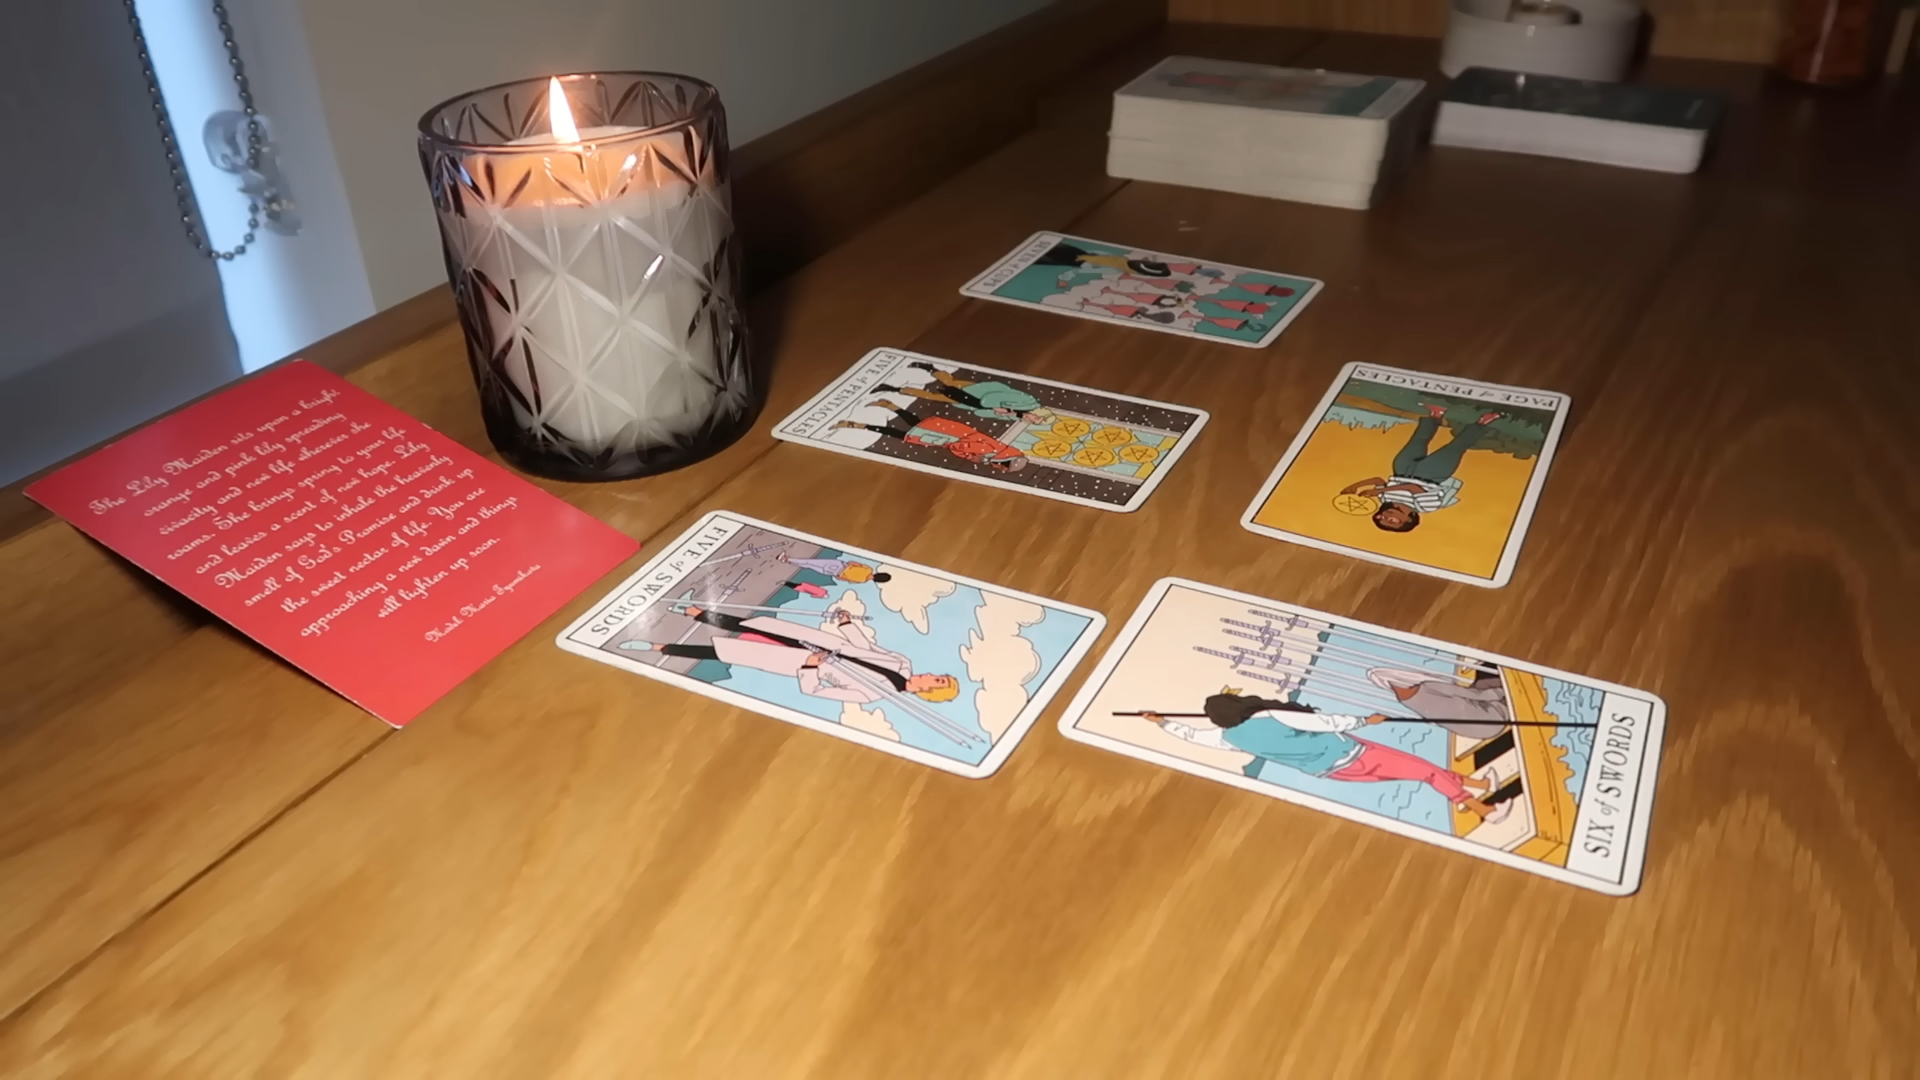 The Lily Maiden sits upon a bright
orange and pink lily spreading
vivacity and new life wherever she
roams. She brings spring to your life
and leaves a scent of new hope. Lily
Maiden says to inhale the heavenly
smell of God's Promise and drink up
the sweet nectar of life. You are
approaching a new dawn and things
will lighten up soon.
SEVEN of CUPS
FIVE of PENTACLES
PAGE of PENTACLES
FIVE of SWORDS
SIX of SWORDS